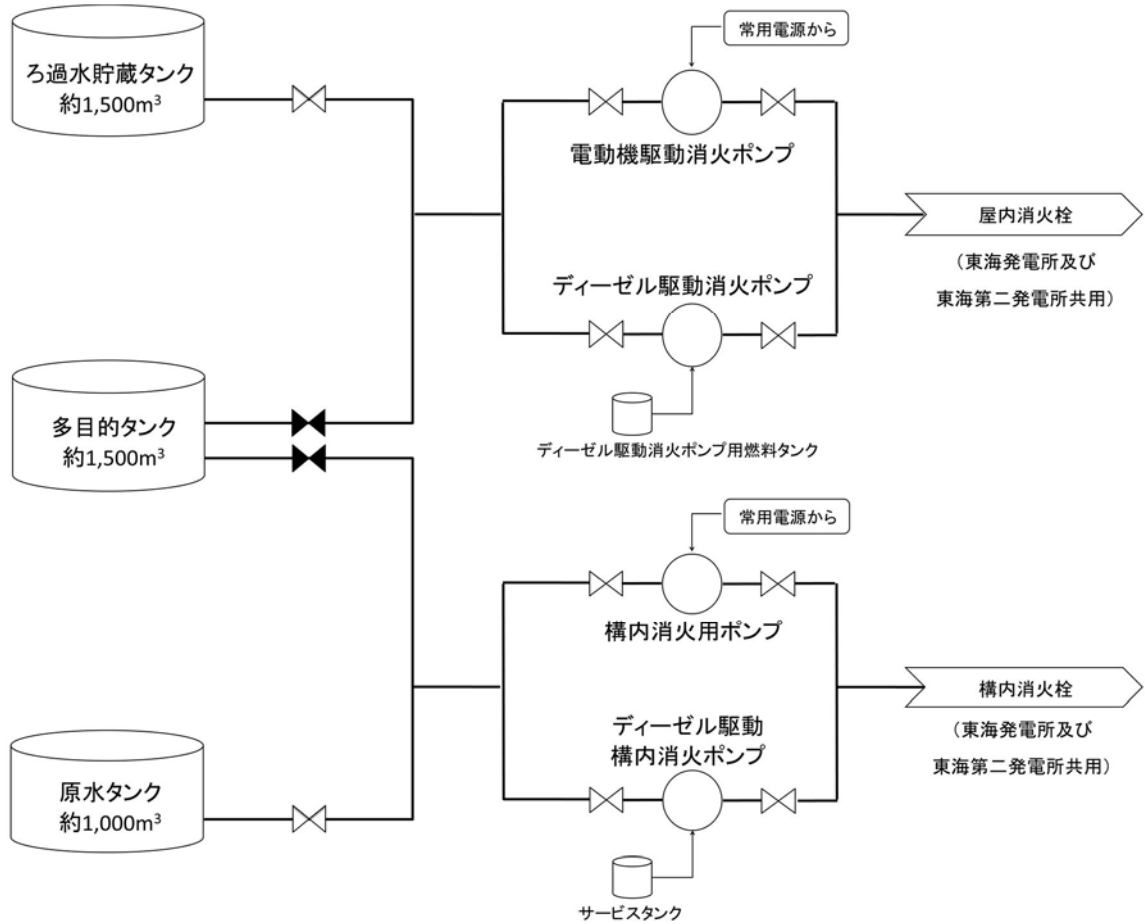 ろ過水貯蔵タンク
約1,500m³
常用電源から
電動機駆動消火ポンプ
屋内消火栓
(東海発電所及び
東海第二発電所共用)
ディーゼル駆動消火ポンプ
多目的タンク
約1,500m³
ディーゼル駆動消火ポンプ用燃料タンク
常用電源から
構内消火用ポンプ
構内消火栓
(東海発電所及び
東海第二発電所共用)
ディーゼル駆動
構内消火ポンプ
原水タンク
約1,000m³
サービスタンク